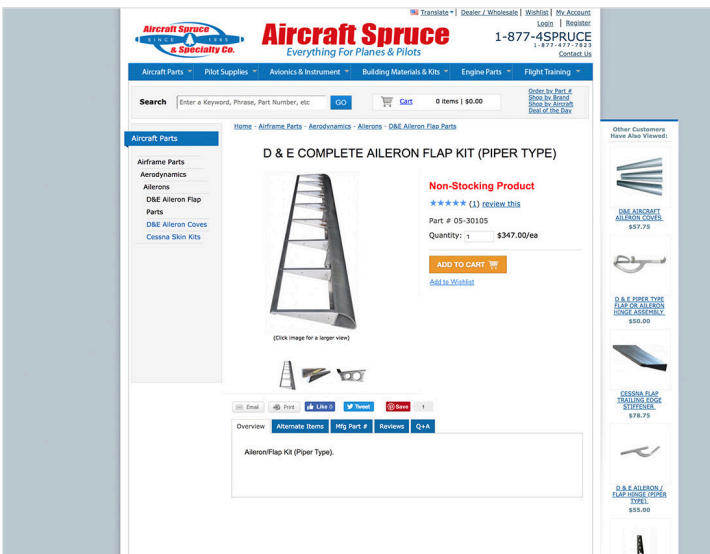 Translate
Dealer / Wholesale | Wishlist | My Account
Login | Register
Aircraft Spruce
SINCE 1965
& Specialty Co.
Aircraft Spruce
Everything For Planes & Pilots
1-877-4SPRUCE
1-877-477-7823
Contact Us
Aircraft Parts
Pilot Supplies
Avionics & Instrument
Building Materials & Kits
Engine Parts
Flight Training
Search
Enter a Keyword, Phrase, Part Number, etc
GO
Cart
0 items | $0.00
Order by Part #
Shop by Brand
Shop by Aircraft
Deal of the Day
Home - Airframe Parts - Aerodynamics - Ailerons - D&E Aileron Flap Parts
Aircraft Parts
Airframe Parts
Aerodynamics
Ailerons
D&E Aileron Flap
Parts
D&E Aileron Coves
Cessna Skin Kits
D & E COMPLETE AILERON FLAP KIT (PIPER TYPE)
Non-Stocking Product
(1) review this
Part # 05-30105
Quantity: 1 $347.00/ea
ADD TO CART
Add to Wishlist
(Click image for a larger view)
Email
Print
Like 0
Tweet
Save
1
Overview
Alternate Items
Mfg Part #
Reviews
Q+A
Aileron/Flap Kit (Piper Type).
Other Customers
Have Also Viewed:
D&E AIRCRAFT
AILERON COVES
$57.75
D & E PIPER TYPE
FLAP OR AILERON
HINGE ASSEMBLY
$50.00
CESSNA FLAP
TRAILING EDGE
STIFFENER
$78.75
D & E AILERON /
FLAP HINGE (PIPER
TYPE)
$55.00